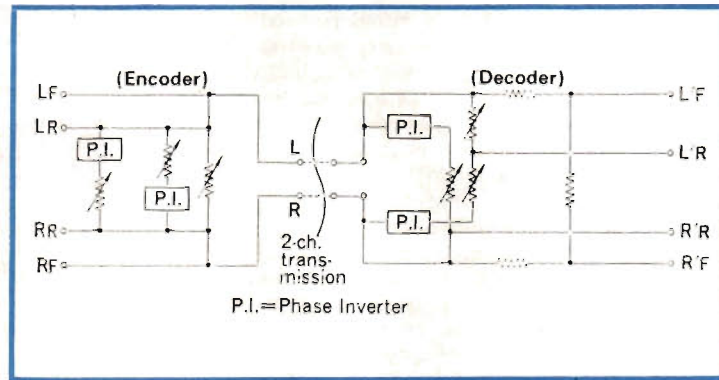 (Encoder)
(Decoder)
LF
LR
RR
RF
P.I.
P.I.
L
R
2-ch.
trans-
mission
P.I.
P.I.
L'F
L'R
R'R
R'F
P.I.=Phase Inverter